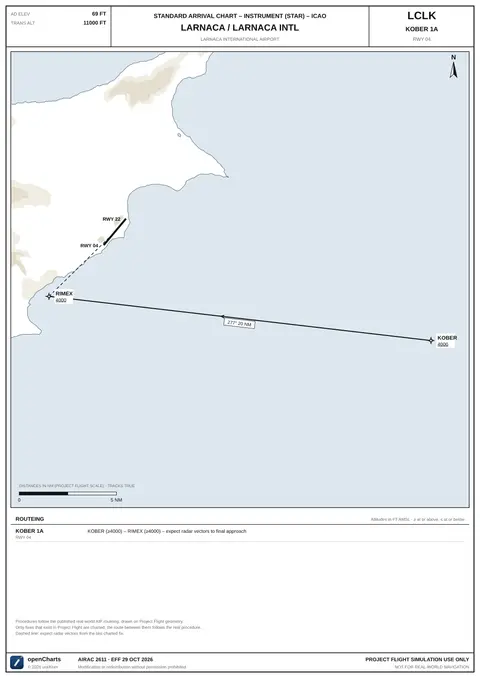 AD ELEV 69 FT
TRANS ALT 11000 FT
STANDARD ARRIVAL CHART – INSTRUMENT (STAR) – ICAO
LARNACA / LARNACA INTL
LARNACA INTERNATIONAL AIRPORT
LCLK
KOBER 1A
RWY 04
N
RWY 22
RWY 04
RIMEX
4000
277° 20 NM
KOBER
4000
DISTANCES IN NM (PROJECT FLIGHT SCALE) · TRACKS TRUE
0 5 NM
ROUTEING
Altitudes in FT AMSL · ≥ at or above, ≤ at or below
KOBER 1A KOBER (≥4000) – RIMEX (≥4000) – expect radar vectors to final approach
RWY 04
Procedures follow the published real-world AIP routeing, drawn on Project Flight geometry.
Only fixes that exist in Project Flight are charted; the route between them follows the real procedure.
Dashed line: expect radar vectors from the last charted fix.
openCharts
AIRAC 2611 · EFF 29 OCT 2026
PROJECT FLIGHT SIMULATION USE ONLY
Modification or redistribution without permission prohibited
NOT FOR REAL WORLD NAVIGATION